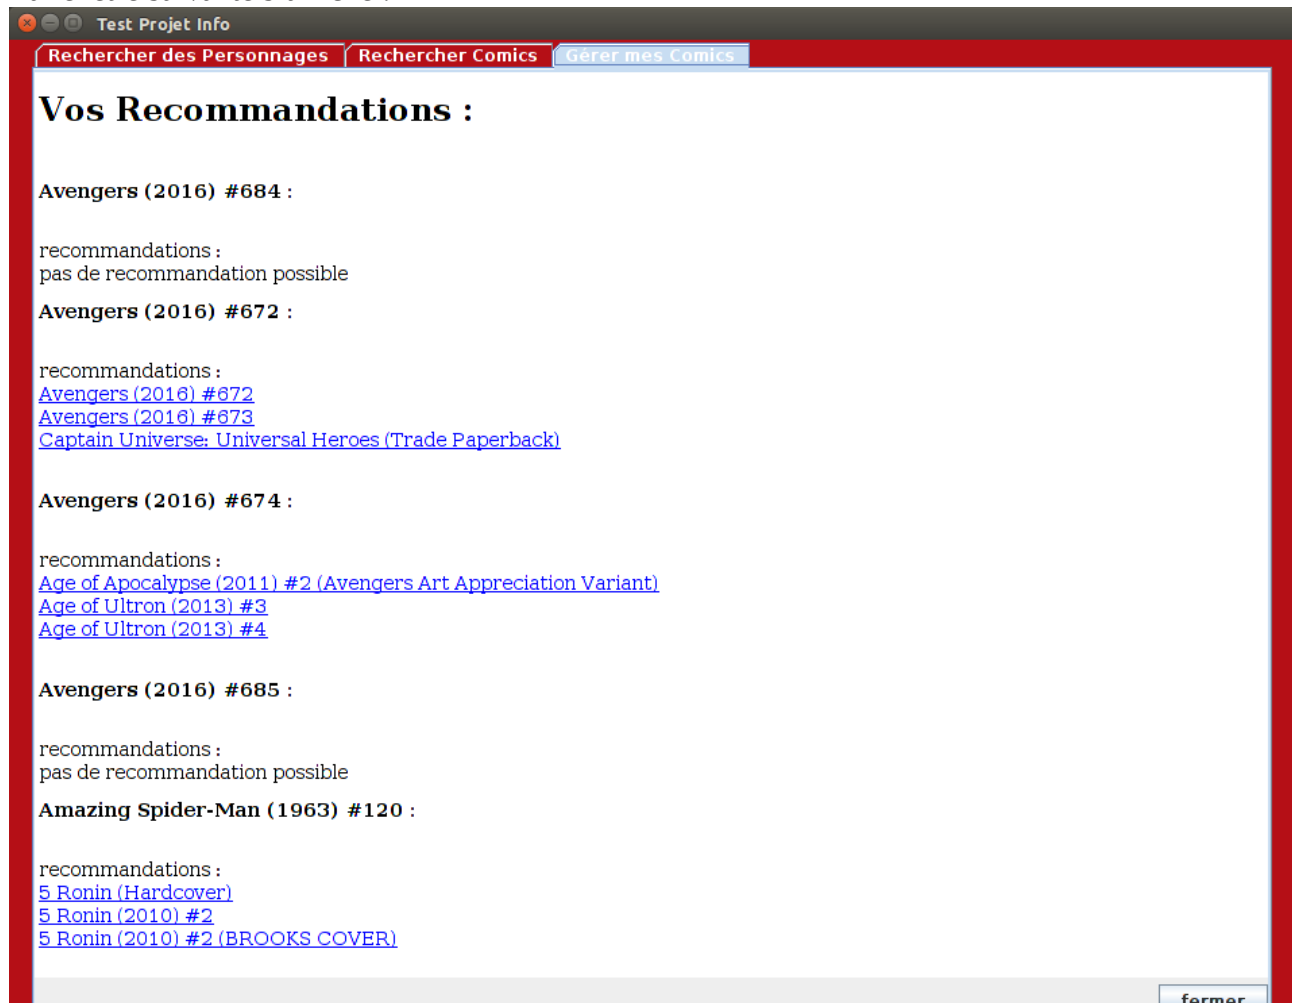 Test Projet Info
Rechercher des Personnages Rechercher Comics Gérer mes Comics
Vos Recommandations :
Avengers (2016) #684 :
recommandations :
pas de recommandation possible
Avengers (2016) #672 :
recommandations :
Avengers (2016) #672
Avengers (2016) #673
Captain Universe: Universal Heroes (Trade Paperback)
Avengers (2016) #674 :
recommandations :
Age of Apocalypse (2011) #2 (Avengers Art Appreciation Variant)
Age of Ultron (2013) #3
Age of Ultron (2013) #4
Avengers (2016) #685 :
recommandations :
pas de recommandation possible
Amazing Spider-Man (1963) #120 :
recommandations :
5 Ronin (Hardcover)
5 Ronin (2010) #2
5 Ronin (2010) #2 (BROOKS COVER)
fermer